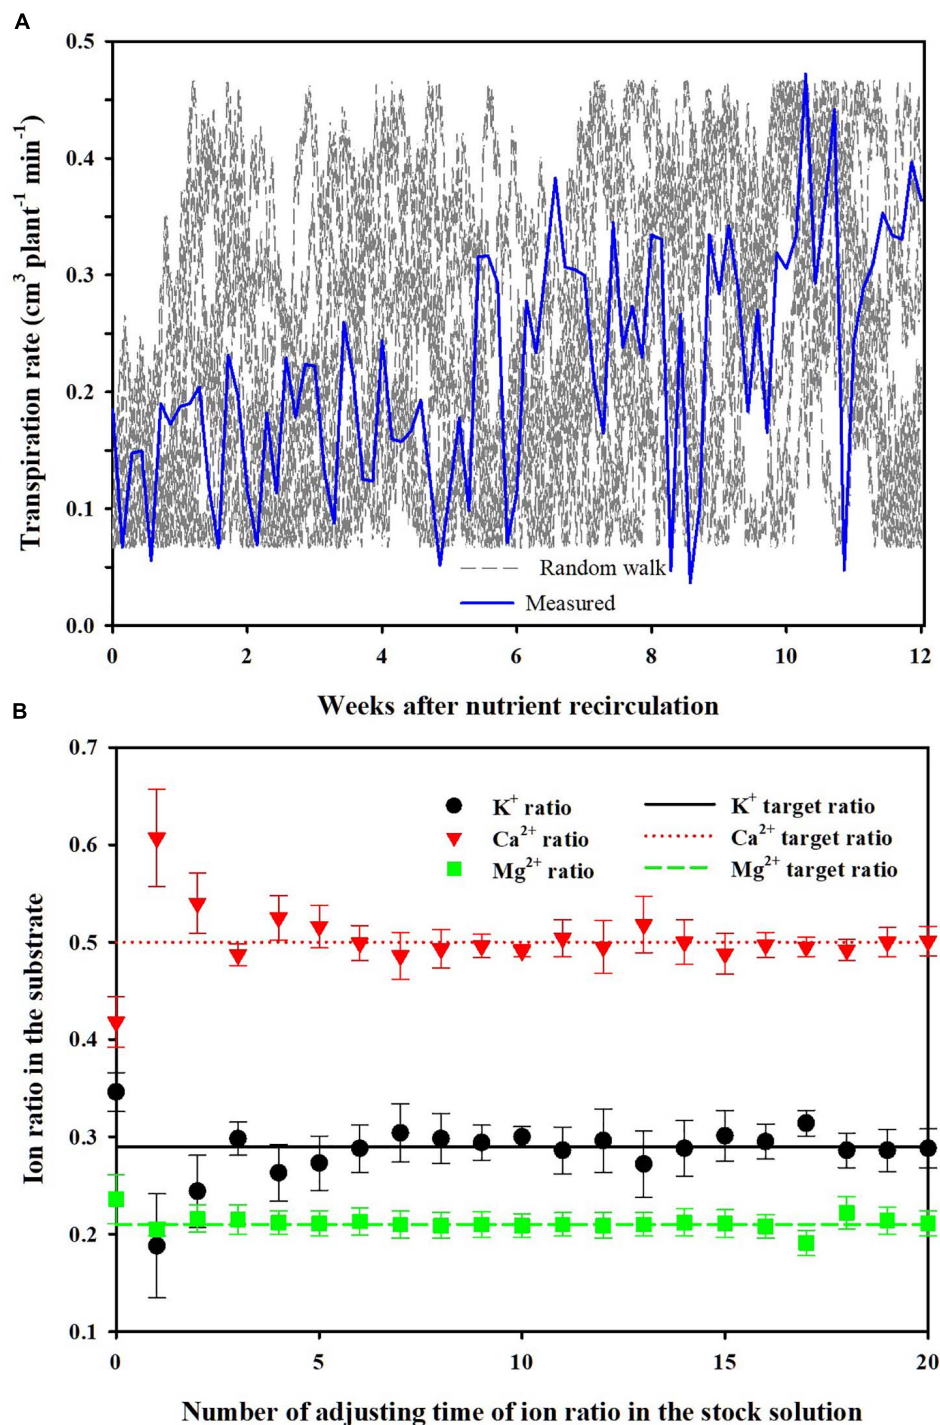 A
0.5
0.4
0.3
0.2
0.1
0.0
Transpiration rate (cm³ plant⁻¹ min⁻¹)
Random walk
Measured
0 2 4 6 8 10 12
Weeks after nutrient recirculation
B
0.7
0.6
0.5
0.4
0.3
0.2
0.1
Ion ratio in the substrate
K⁺ ratio K⁺ target ratio
Ca²⁺ ratio Ca²⁺ target ratio
Mg²⁺ ratio Mg²⁺ target ratio
0 5 10 15 20
Number of adjusting time of ion ratio in the stock solution